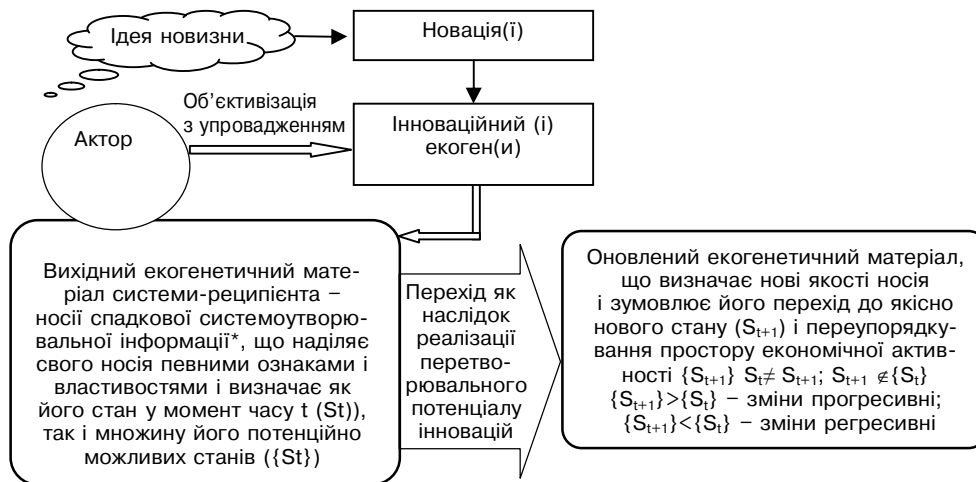 Ідея новизни
Новація(ї)
Об’єктивізація
з упровадженням
Актор
Інноваційний (і)
екоген(и)
Вихідний екогенетичний мате-
ріал системи-реципієнта –
носії спадкової системоутворю-
вальної інформації*, що наділяє
свого носія певними ознаками і
властивостями і визначає як
його стан у момент часу t (St)),
так і множину його потенційно
можливих станів ({St})
Перехід як
наслідок
реалізації
перетво-
рювального
потенціалу
інновацій
Оновлений екогенетичний матеріал,
що визначає нові якості носія
і зумовлює його перехід до якісно
нового стану (Sₜ₊₁) і переупорядку-
вання простору економічної актив-
ності {Sₜ₊₁} Sₜ≠ Sₜ₊₁; Sₜ₊₁ ∉{Sₜ}
{Sₜ₊₁}>{Sₜ} – зміни прогресивні;
{Sₜ₊₁}<{Sₜ} – зміни регресивні